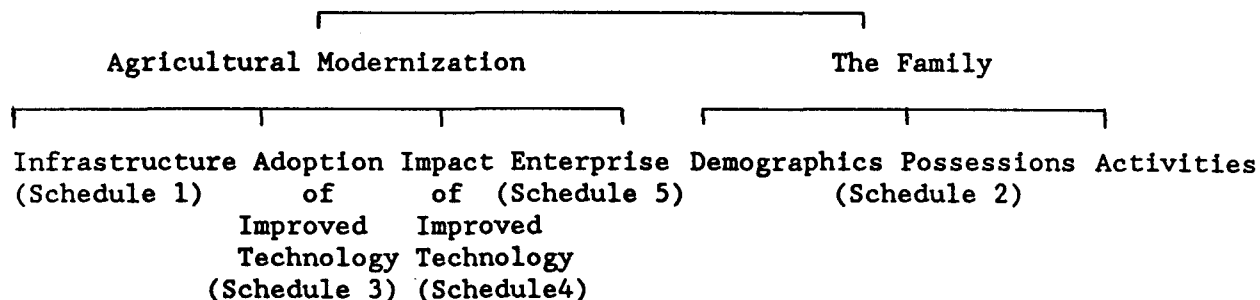 Agricultural Modernization The Family
Infrastructure Adoption Impact Enterprise Demographics Possessions Activities
(Schedule 1) of of (Schedule 5) (Schedule 2)
Improved Improved
Technology Technology
(Schedule 3) (Schedule4)